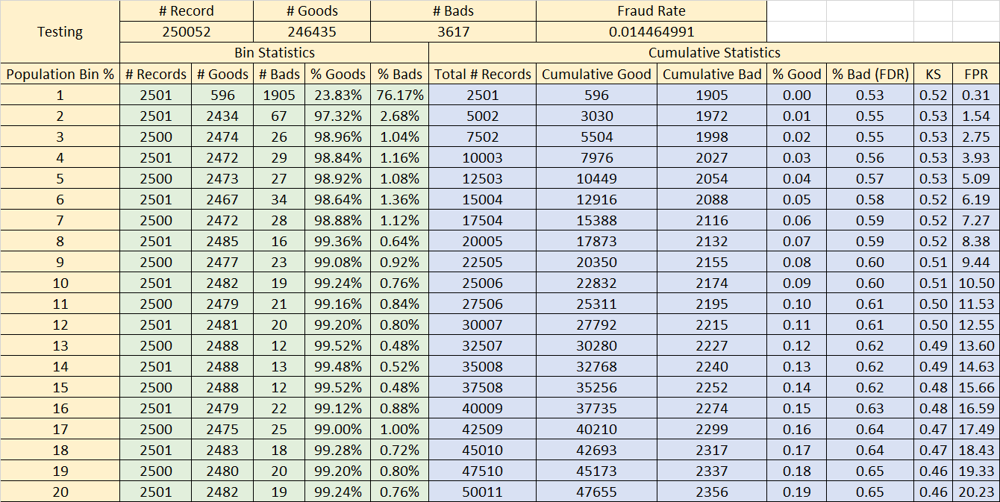 # Record # Goods # Bads Fraud Rate
Testing
250052 246435 3617 0.014464991
Bin Statistics Cumulative Statistics
Population Bin % # Records # Goods # Bads % Goods % Bads Total # Records Cumulative Good Cumulative Bad % Good % Bad (FDR) KS FPR
1 2501 596 1905 23.83% 76.17% 2501 596 1905 0.00 0.53 0.52 0.31
2 2501 2434 67 97.32% 2.68% 5002 3030 1972 0.01 0.55 0.53 1.54
3 2500 2474 26 98.96% 1.04% 7502 5504 1998 0.02 0.55 0.53 2.75
4 2501 2472 29 98.84% 1.16% 10003 7976 2027 0.03 0.56 0.53 3.93
5 2500 2473 27 98.92% 1.08% 12503 10449 2054 0.04 0.57 0.53 5.09
6 2501 2467 34 98.64% 1.36% 15004 12916 2088 0.05 0.58 0.52 6.19
7 2500 2472 28 98.88% 1.12% 17504 15388 2116 0.06 0.59 0.52 7.27
8 2501 2485 16 99.36% 0.64% 20005 17873 2132 0.07 0.59 0.52 8.38
9 2500 2477 23 99.08% 0.92% 22505 20350 2155 0.08 0.60 0.51 9.44
10 2501 2482 19 99.24% 0.76% 25006 22832 2174 0.09 0.60 0.51 10.50
11 2500 2479 21 99.16% 0.84% 27506 25311 2195 0.10 0.61 0.50 11.53
12 2501 2481 20 99.20% 0.80% 30007 27792 2215 0.11 0.61 0.50 12.55
13 2500 2488 12 99.52% 0.48% 32507 30280 2227 0.12 0.62 0.49 13.60
14 2501 2488 13 99.48% 0.52% 35008 32768 2240 0.13 0.62 0.49 14.63
15 2500 2488 12 99.52% 0.48% 37508 35256 2252 0.14 0.62 0.48 15.66
16 2501 2479 22 99.12% 0.88% 40009 37735 2274 0.15 0.63 0.48 16.59
17 2500 2475 25 99.00% 1.00% 42509 40210 2299 0.16 0.64 0.47 17.49
18 2501 2483 18 99.28% 0.72% 45010 42693 2317 0.17 0.64 0.47 18.43
19 2500 2480 20 99.20% 0.80% 47510 45173 2337 0.18 0.65 0.46 19.33
20 2501 2482 19 99.24% 0.76% 50011 47655 2356 0.19 0.65 0.46 20.23